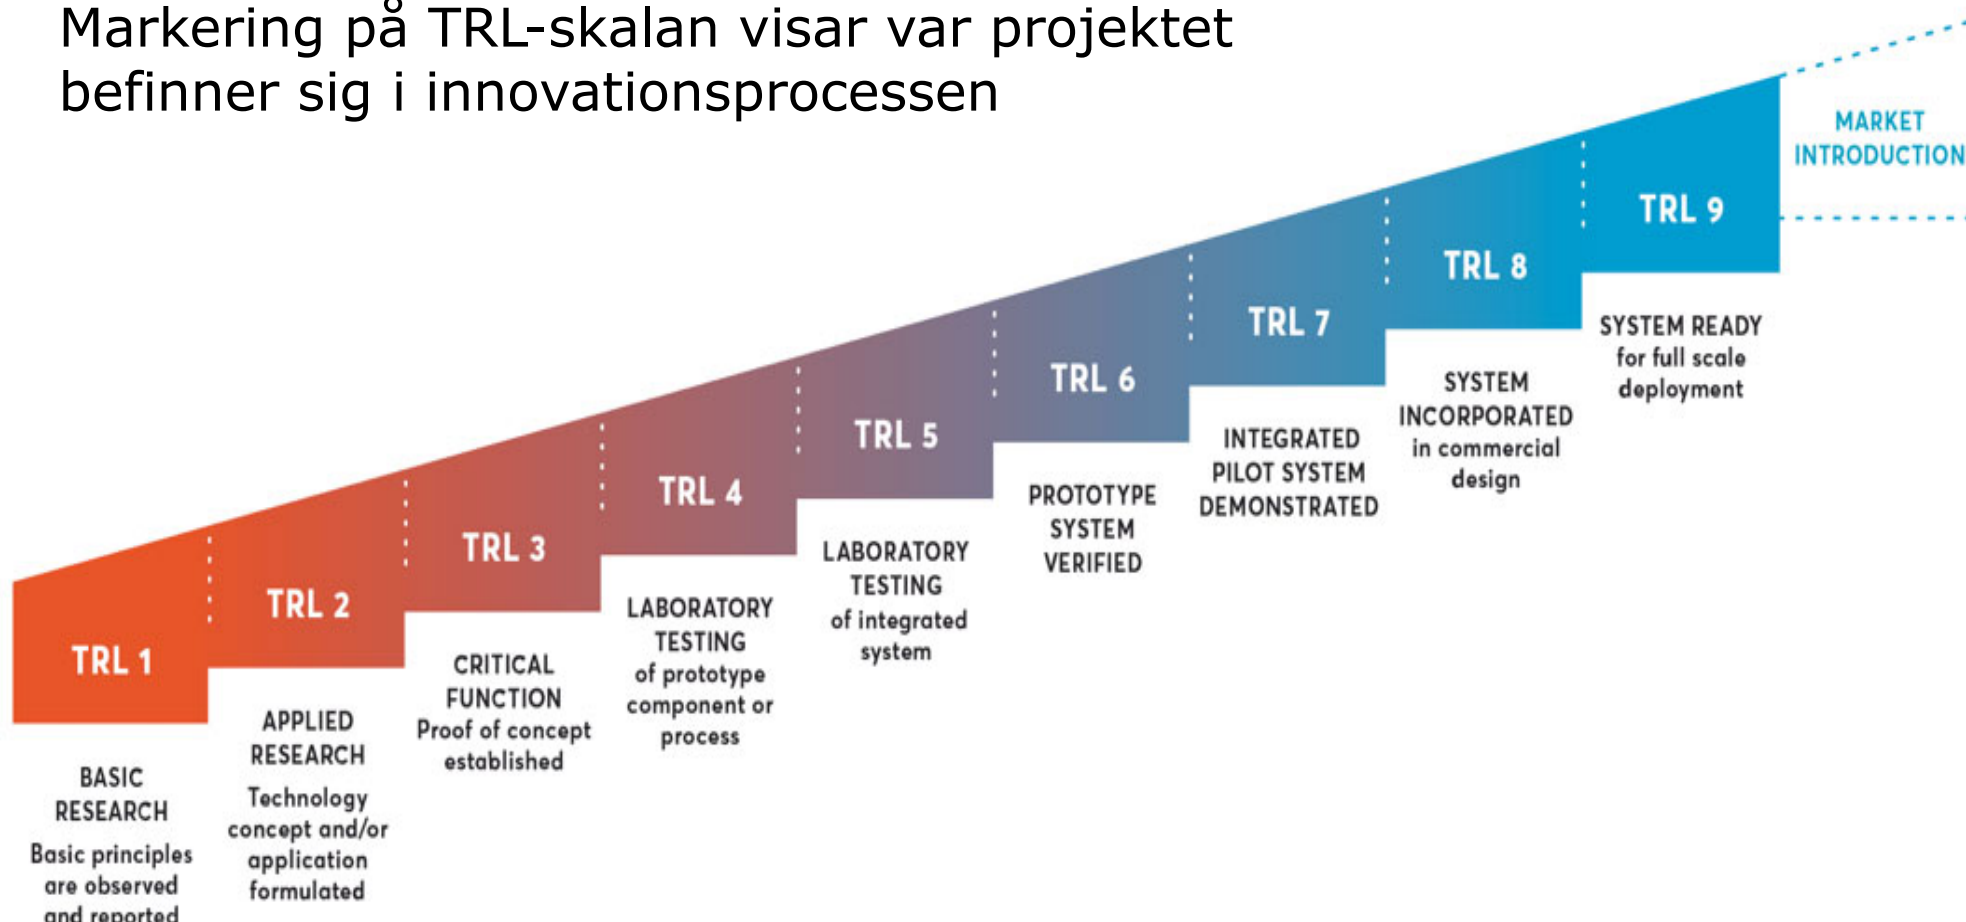 Markering på TRL-skalan visar var projektet
befinner sig i innovationsprocessen
TRL 1
BASIC
RESEARCH
Basic principles
are observed
and reported
TRL 2
APPLIED
RESEARCH
Technology
concept and/or
application
formulated
TRL 3
CRITICAL
FUNCTION
Proof of concept
established
TRL 4
LABORATORY
TESTING
of prototype
component or
process
TRL 5
LABORATORY
TESTING
of integrated
system
TRL 6
PROTOTYPE
SYSTEM
VERIFIED
TRL 7
INTEGRATED
PILOT SYSTEM
DEMONSTRATED
TRL 8
SYSTEM
INCORPORATED
in commercial
design
TRL 9
SYSTEM READY
for full scale
deployment
MARKET
INTRODUCTION